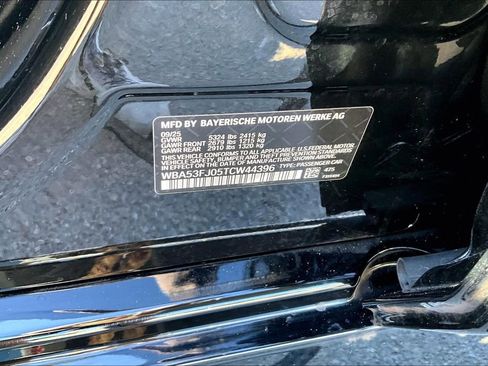 MFD BY BAYERISCHE MOTOREN WERKE AG
09/25
GVWR 5324 lbs 2415 kg
GAWR FRONT 2679 lbs 1215 kg
GAWR REAR 2910 lbs 1320 kg
THIS VEHICLE CONFORMS TO ALL APPLICABLE U.S. FEDERAL MOTOR
VEHICLE SAFETY, BUMPER, AND THEFT PREVENTION STANDARDS
IN EFFECT ON THE DATE OF MANUFACTURE SHOWN ABOVE.
WBA53FJ05TCW44396 TYPE: PASSENGER CAR
475